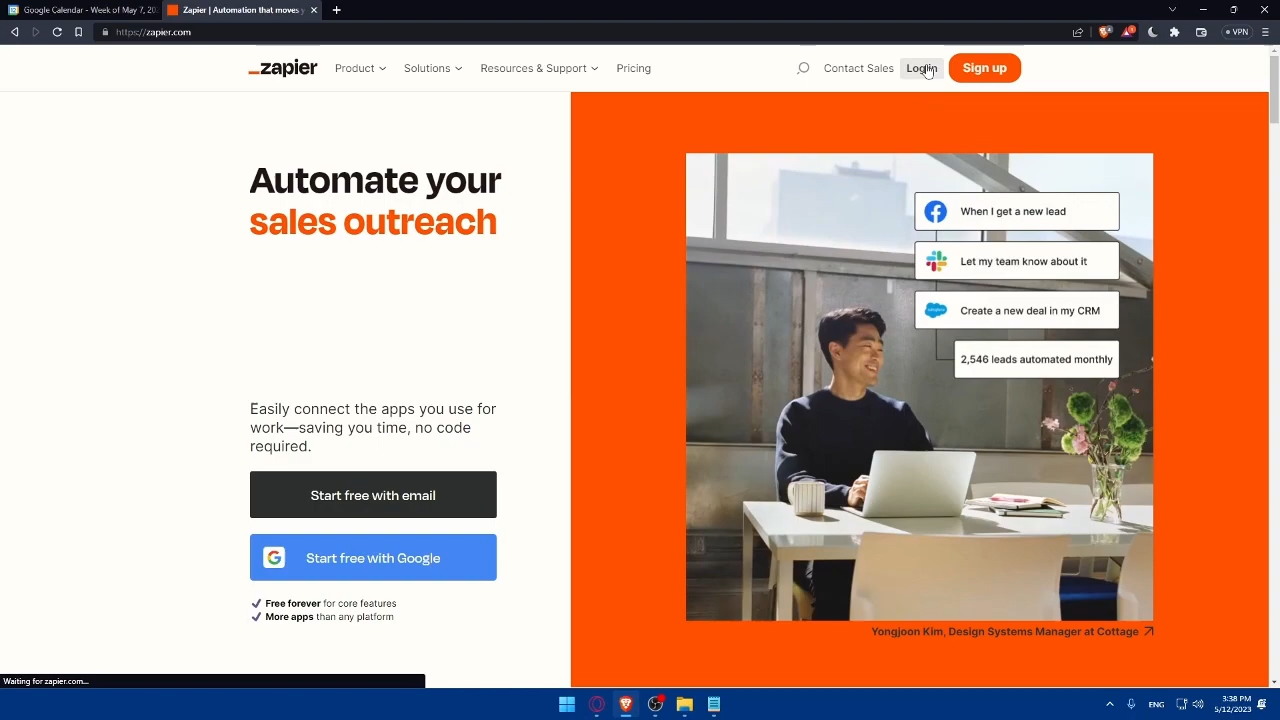 Google Calendar - Week of May 7, 20
Zapier | Automation that moves y
https://zapier.com
VPN
zapier
Product
Solutions
Resources & Support
Pricing
Contact Sales
Log in
Sign up
Automate your
sales outreach
When I get a new lead
Let my team know about it
Create a new deal in my CRM
2,546 leads automated monthly
Easily connect the apps you use for
work—saving you time, no code
required.
Start free with email
Start free with Google
Free forever for core features
More apps than any platform
Yongjoon Kim, Design Systems Manager at Cottage
Waiting for zapier.com...
ENG
3:38 PM
5/12/2023